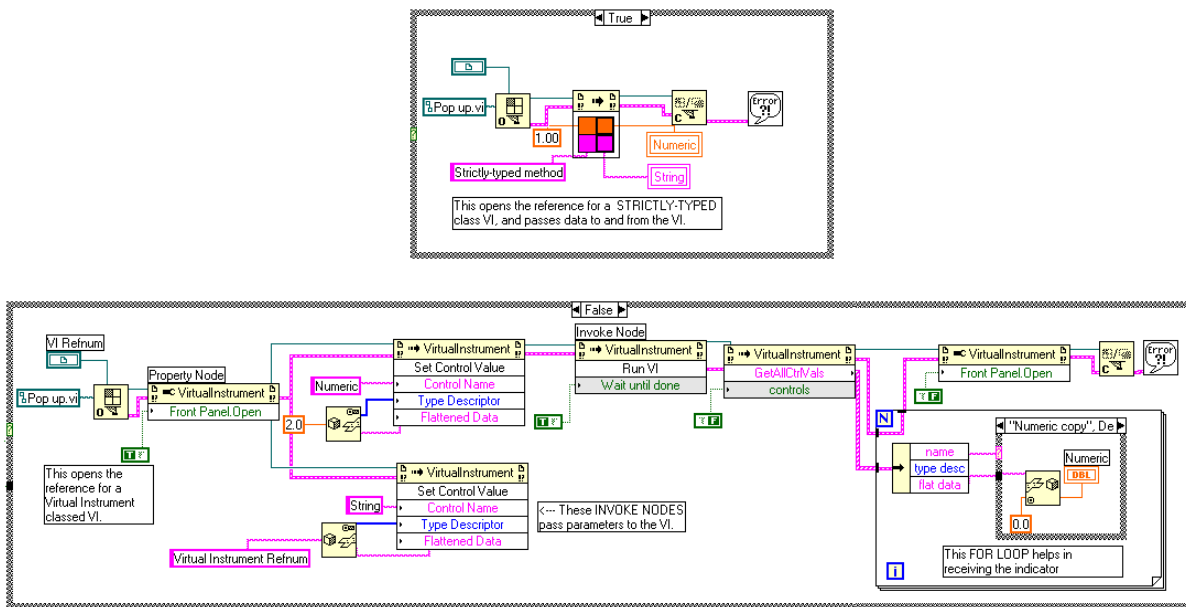 True
Pop up.vi
O
C
Error
?!
1.00
Numeric
Strictly-typed method
String
This opens the reference for a STRICTLY-TYPED
class VI, and passes data to and from the VI.
False
VI Refnum
Pop up.vi
O
Property Node
VirtualInstrument
Front Panel.Open
T
This opens the
reference for a
Virtual Instrument
classed VI.
VirtualInstrument
Set Control Value
Numeric
Control Name
Type Descriptor
2.0
Flattened Data
VirtualInstrument
Set Control Value
String
Control Name
Type Descriptor
Flattened Data
Virtual Instrument Refnum
<--- These INVOKE NODES
pass parameters to the VI.
Invoke Node
VirtualInstrument
Run VI
Wait until done
T
VirtualInstrument
GetAllCtrlVals
controls
F
VirtualInstrument
Front Panel.Open
F
C
Error
?!
N
name
type desc
flat data
"Numeric copy", De
Numeric
DBL
0.0
This FOR LOOP helps in
receiving the indicator
i